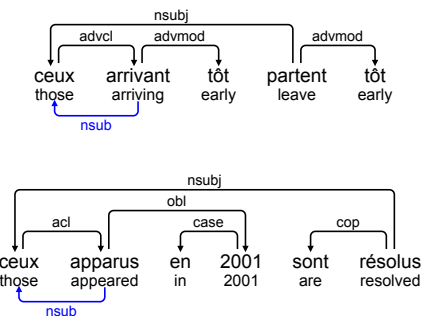 nsubj
advcl advmod advmod
ceux arrivant tôt partent tôt
those arriving early leave early
nsub
nsubj
obl
acl case cop
ceux apparus en 2001 sont résolus
those appeared in 2001 are resolved
nsub